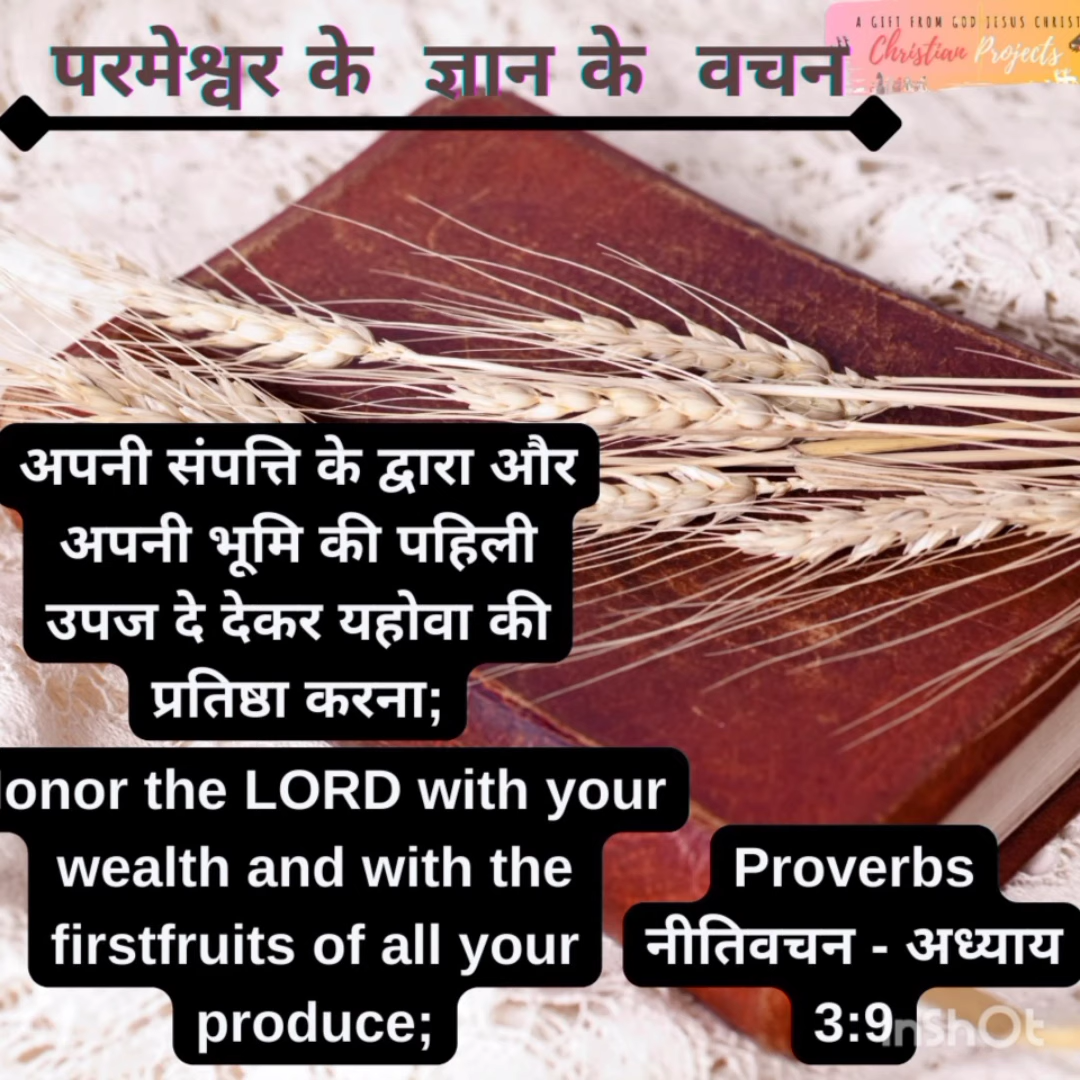 परमेश्वर के ज्ञान के वचन
A GIFT FROM GOD JESUS CHRIST
Christian Projects
अपनी संपत्ति के द्वारा और
अपनी भूमि की पहिली
उपज दे देकर यहोवा की
प्रतिष्ठा करना;
onor the LORD with your
wealth and with the
firstfruits of all your
produce;
Proverbs
नीतिवचन - अध्याय
3:9
InShOt